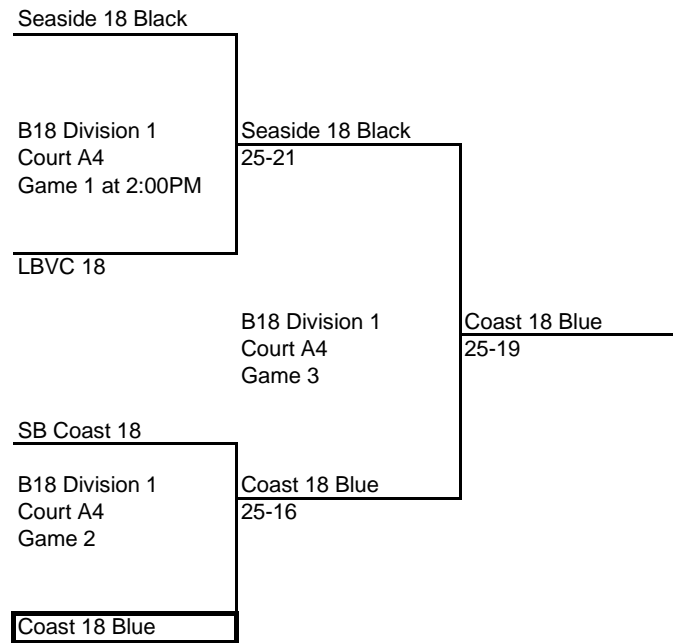 Seaside 18 Black
B18 Division 1
Court A4
Game 1 at 2:00PM
Seaside 18 Black
25-21
LBVC 18
B18 Division 1
Court A4
Game 3
Coast 18 Blue
25-19
SB Coast 18
B18 Division 1
Court A4
Game 2
Coast 18 Blue
25-16
Coast 18 Blue